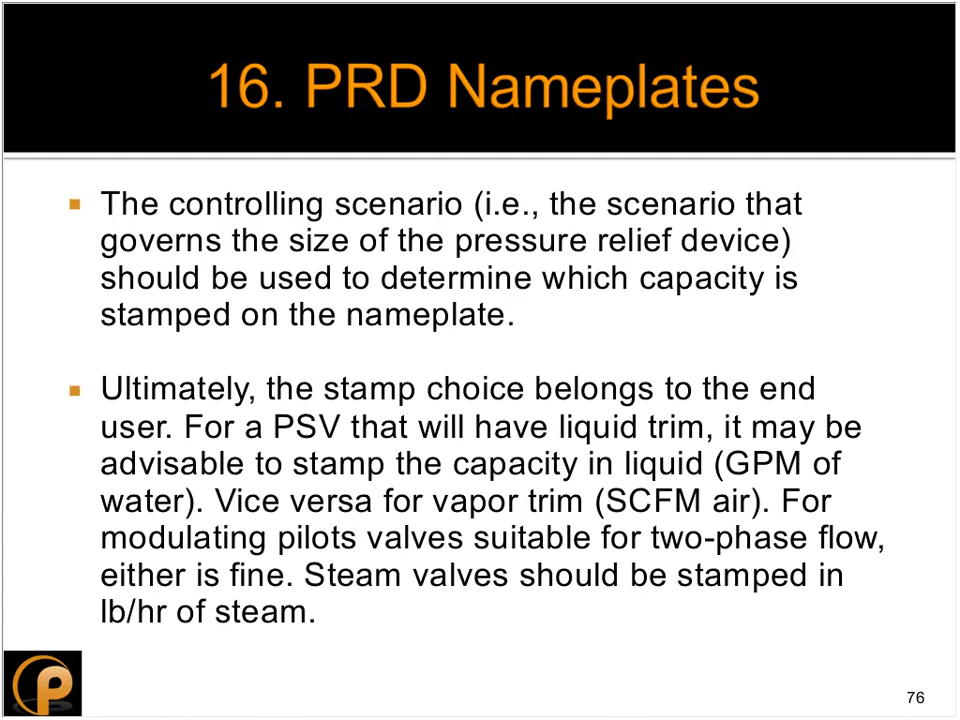 16. PRD Nameplates
The controlling scenario (i.e., the scenario that
governs the size of the pressure relief device)
should be used to determine which capacity is
stamped on the nameplate.
Ultimately, the stamp choice belongs to the end
user. For a PSV that will have liquid trim, it may be
advisable to stamp the capacity in liquid (GPM of
water). Vice versa for vapor trim (SCFM air). For
modulating pilots valves suitable for two-phase flow,
either is fine. Steam valves should be stamped in
lb/hr of steam.
P
76